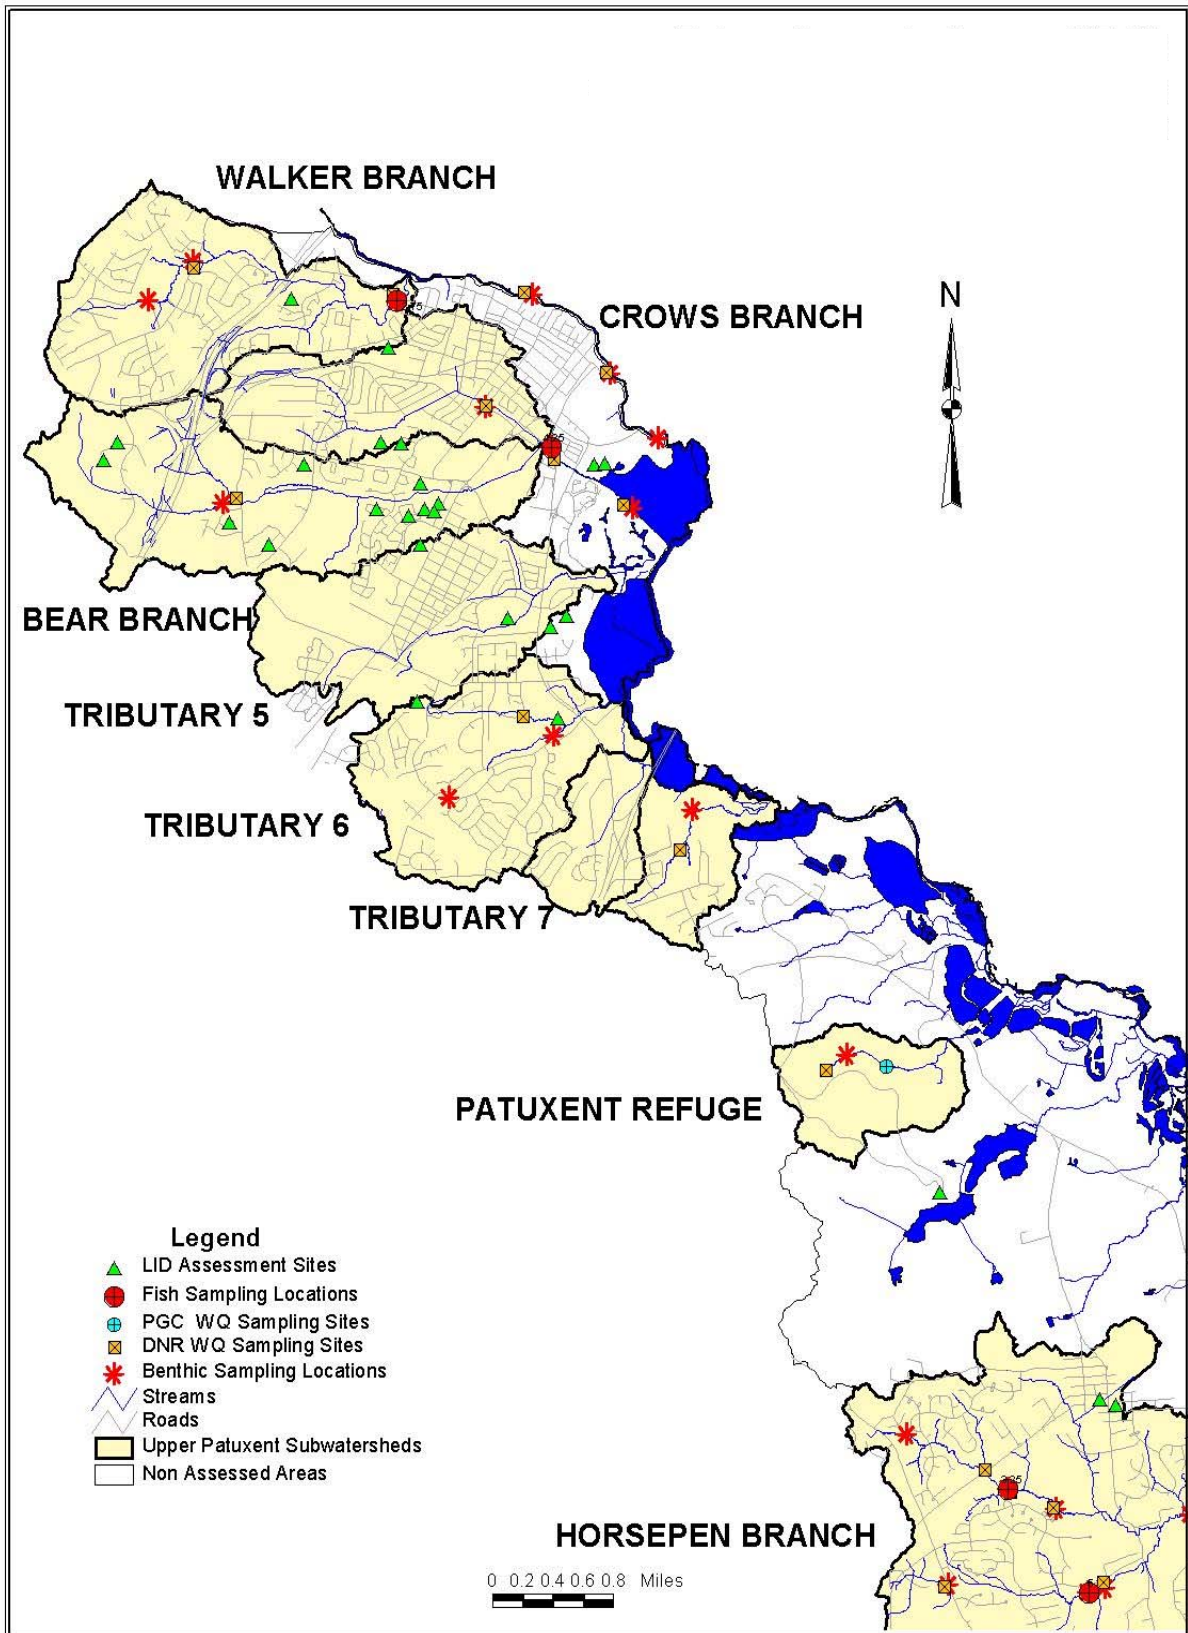 WALKER BRANCH
N
CROWS BRANCH
BEAR BRANCH
TRIBUTARY 5
TRIBUTARY 6
TRIBUTARY 7
PATUXENT REFUGE
Legend
LID Assessment Sites
Fish Sampling Locations
PGC WQ Sampling Sites
DNR WQ Sampling Sites
Benthic Sampling Locations
Streams
Roads
Upper Patuxent Subwatersheds
Non Assessed Areas
HORSEPEN BRANCH
0 0.2 0.4 0.6 0.8 Miles